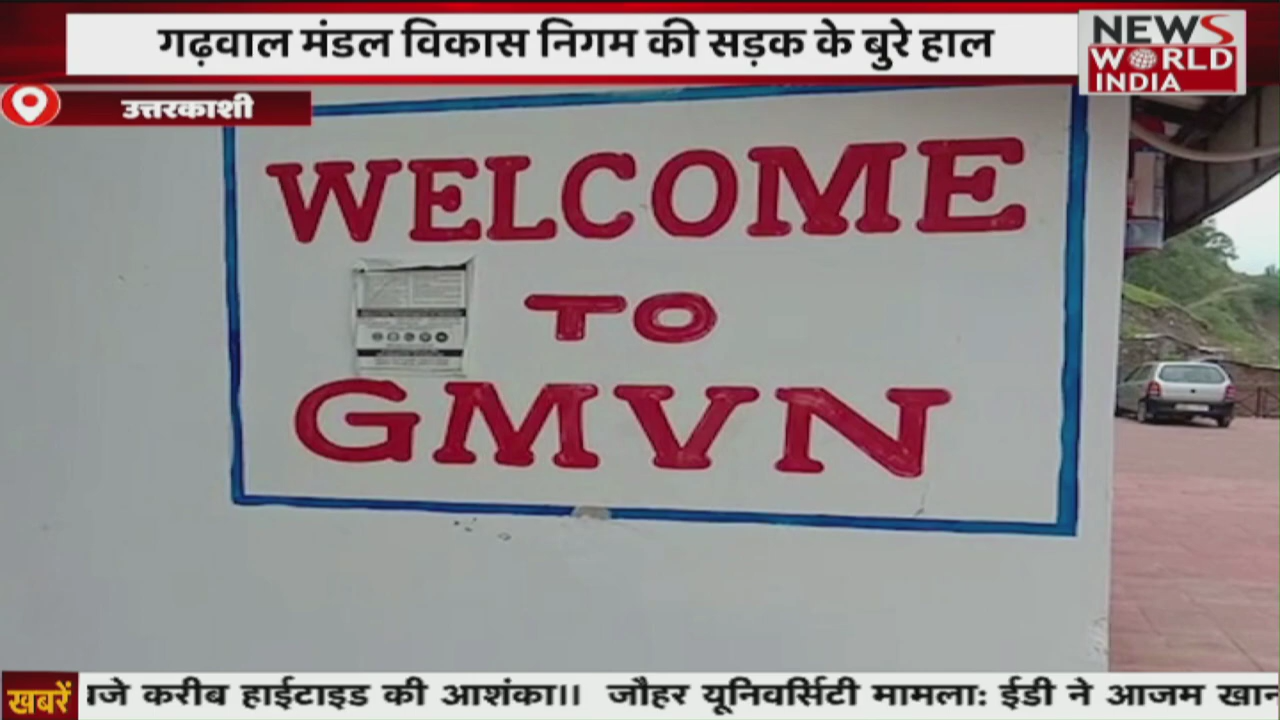 गढ़वाल मंडल विकास निगम की सड़क के बुरे हाल
NEWS
WORLD
INDIA
उत्तरकाशी
WELCOME
TO
GMVN
खबरें
करीब हाईटाइड की आशंका।। जौहर यूनिवर्सिटी मामला: ईडी ने आजम खान